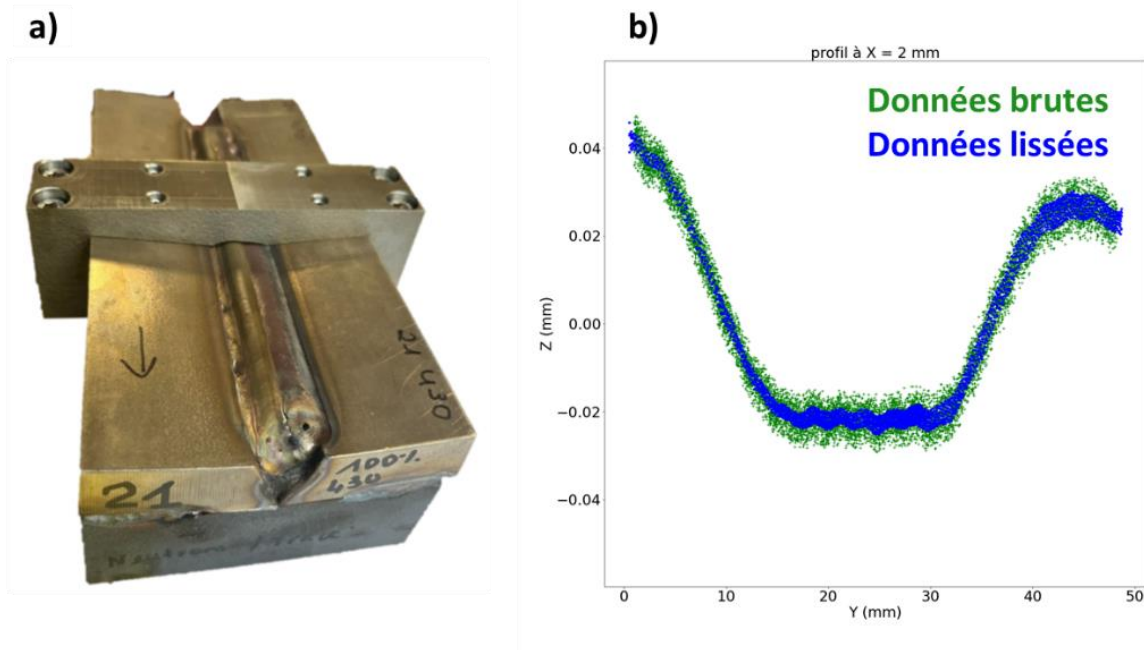 a)
21
100%
430
21 430
b)
profil à X = 2 mm
Données brutes
Données lissées
Z (mm)
0.04
0.02
0.00
−0.02
−0.04
0
10
20
30
40
50
Y (mm)